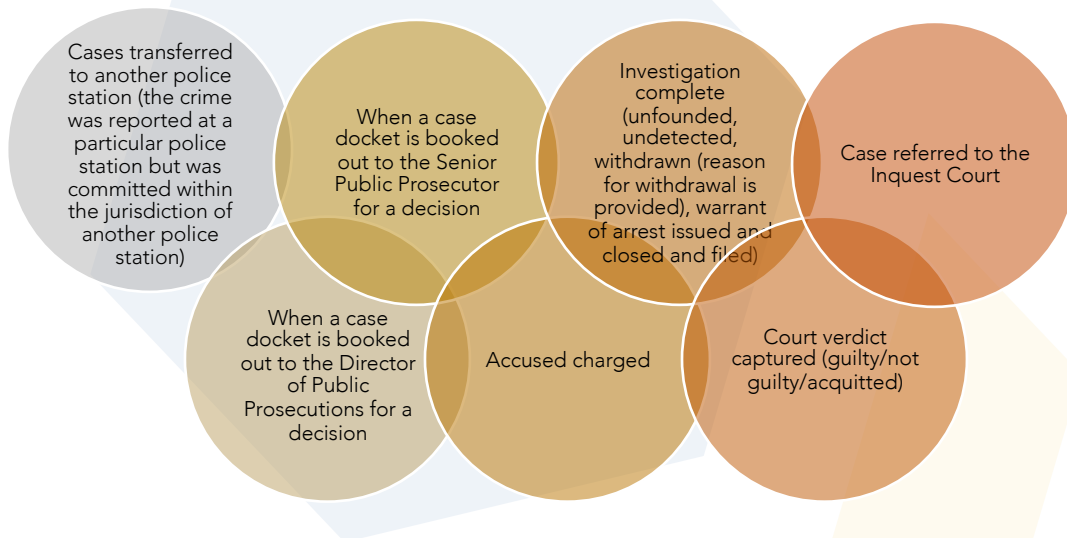 Cases transferred
to another police
station (the crime
was reported at a
particular police
station but was
committed within
the jurisdiction of
another police
station)
When a case
docket is booked
out to the Senior
Public Prosecutor
for a decision
Investigation
complete
(unfounded,
undetected,
withdrawn (reason
for withdrawal is
provided), warrant
of arrest issued and
closed and filed)
Case referred to the
Inquest Court
When a case
docket is booked
out to the Director
of Public
Prosecutions for a
decision
Accused charged
Court verdict
captured (guilty/not
guilty/acquitted)